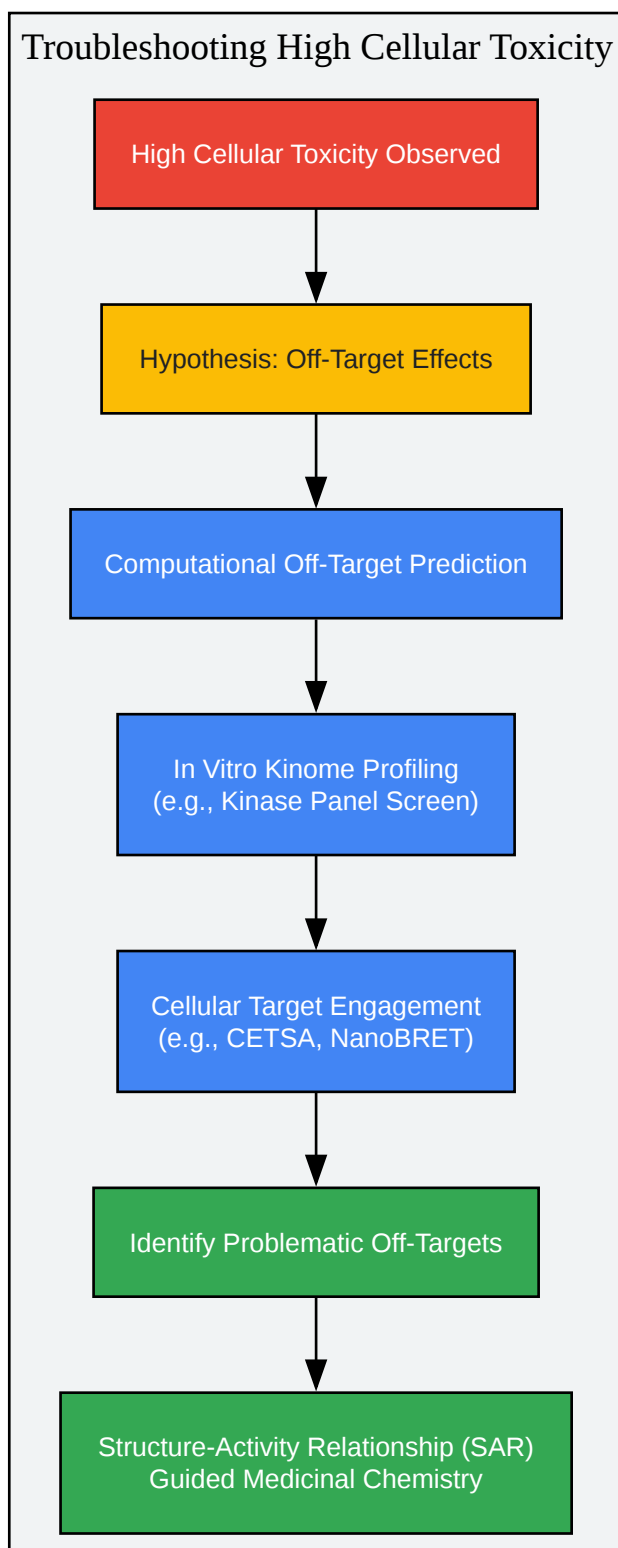 Troubleshooting High Cellular Toxicity
High Cellular Toxicity Observed
Hypothesis: Off-Target Effects
Computational Off-Target Prediction
In Vitro Kinome Profiling
(e.g., Kinase Panel Screen)
Cellular Target Engagement
(e.g., CETSA, NanoBRET)
Identify Problematic Off-Targets
Structure-Activity Relationship (SAR)
Guided Medicinal Chemistry